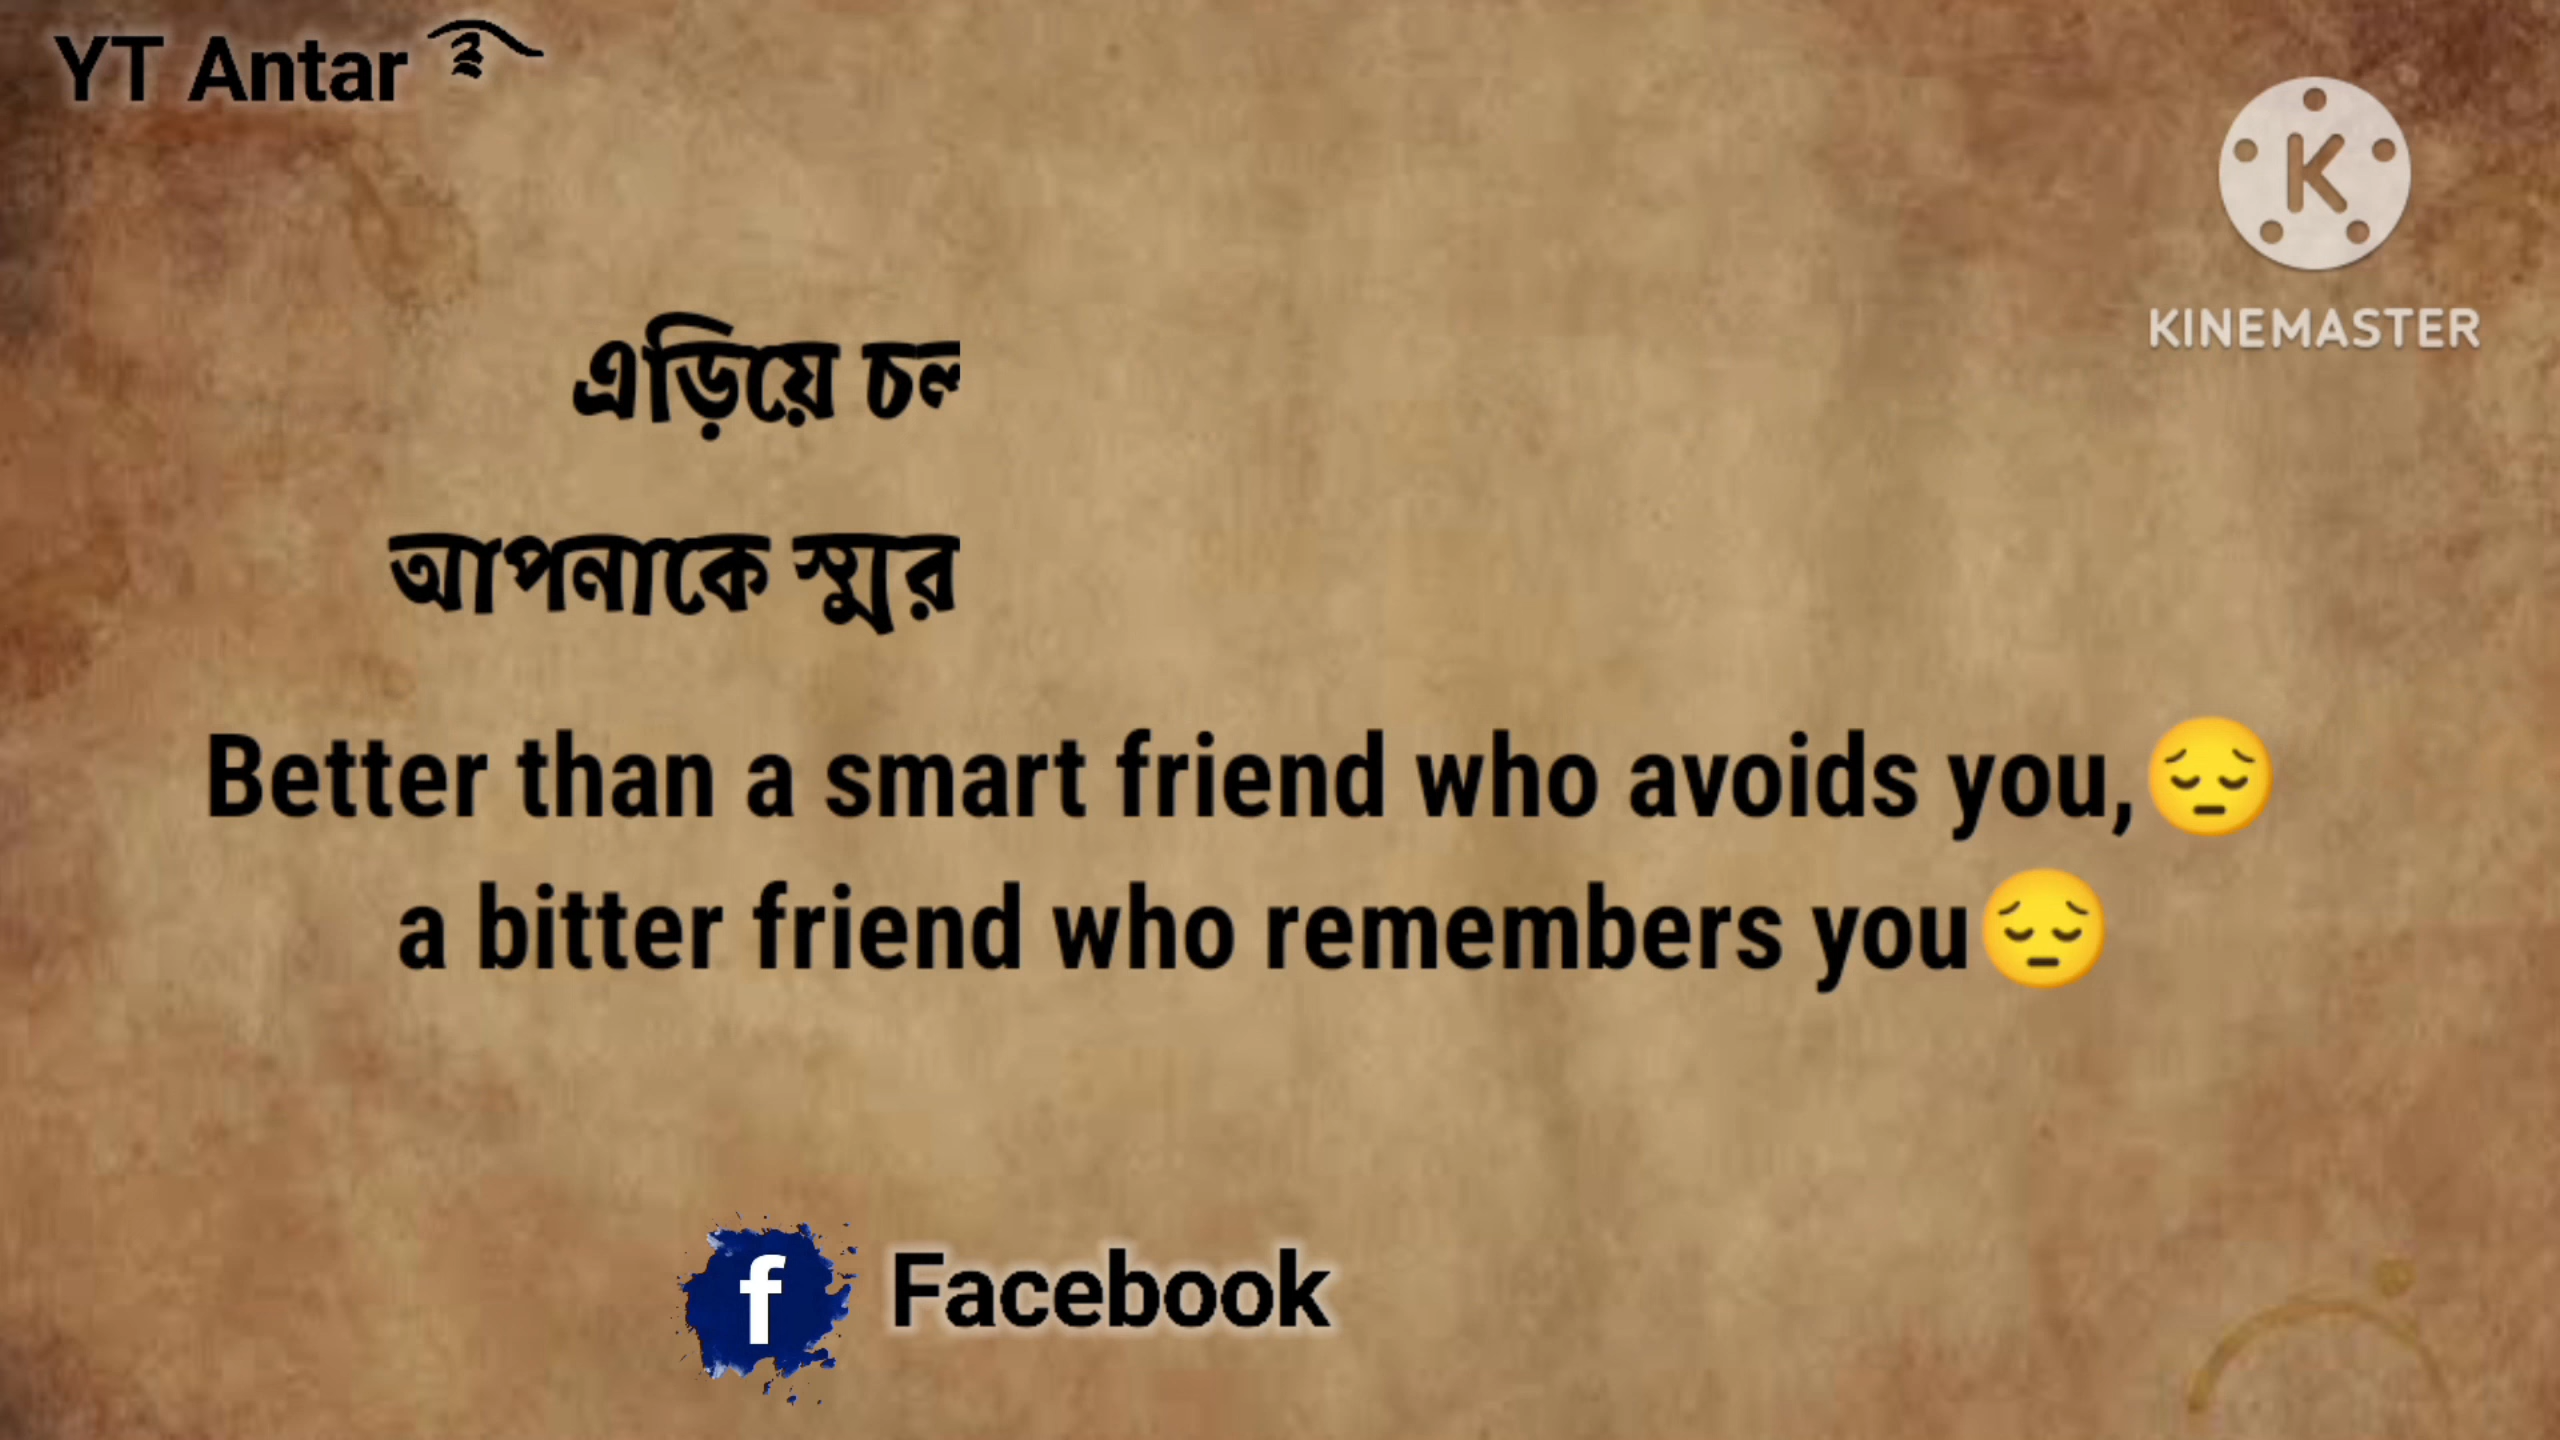 YT Antar ইে
KINEMASTER
এড়িয়ে চল
আপনাকে স্মর
Better than a smart friend who avoids you,😔
a bitter friend who remembers you😔
f Facebook